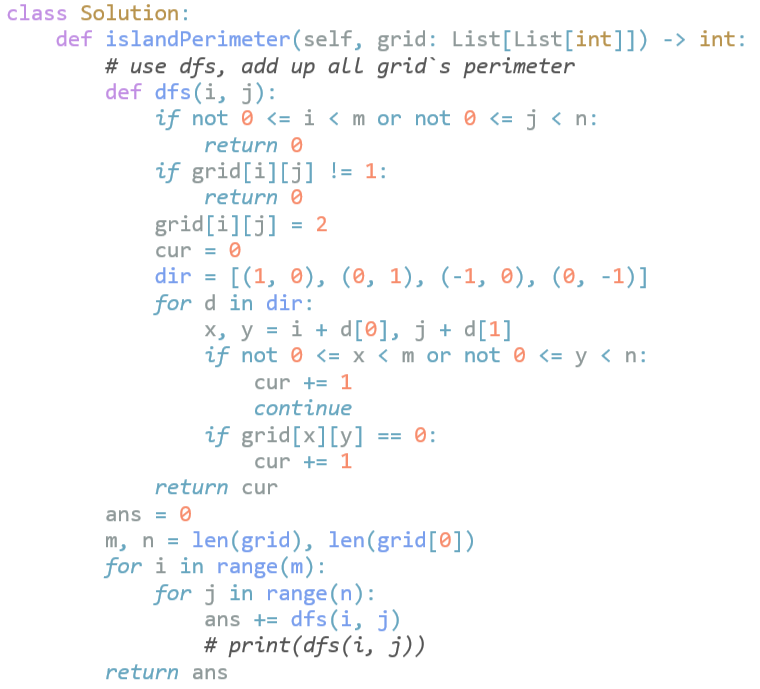 class Solution:
    def islandPerimeter(self, grid: List[List[int]]) -> int:
        # use dfs, add up all grid`s perimeter
        def dfs(i, j):
            if not 0 <= i < m or not 0 <= j < n:
                return 0
            if grid[i][j] != 1:
                return 0
            grid[i][j] = 2
            cur = 0
            dir = [(1, 0), (0, 1), (-1, 0), (0, -1)]
            for d in dir:
                x, y = i + d[0], j + d[1]
                if not 0 <= x < m or not 0 <= y < n:
                    cur += 1
                    continue
                if grid[x][y] == 0:
                    cur += 1
            return cur
        ans = 0
        m, n = len(grid), len(grid[0])
        for i in range(m):
            for j in range(n):
                ans += dfs(i, j)
                # print(dfs(i, j))
        return ans